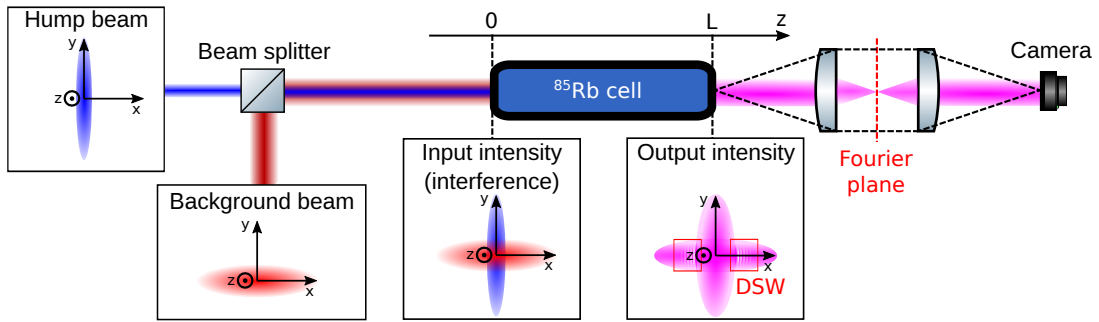 Hump beam
y
z
x
Beam splitter
Background beam
y
z
x
0
L
z
⁸⁵Rb cell
Input intensity
(interference)
y
z
x
Output intensity
y
z
x
DSW
Fourier
plane
Camera